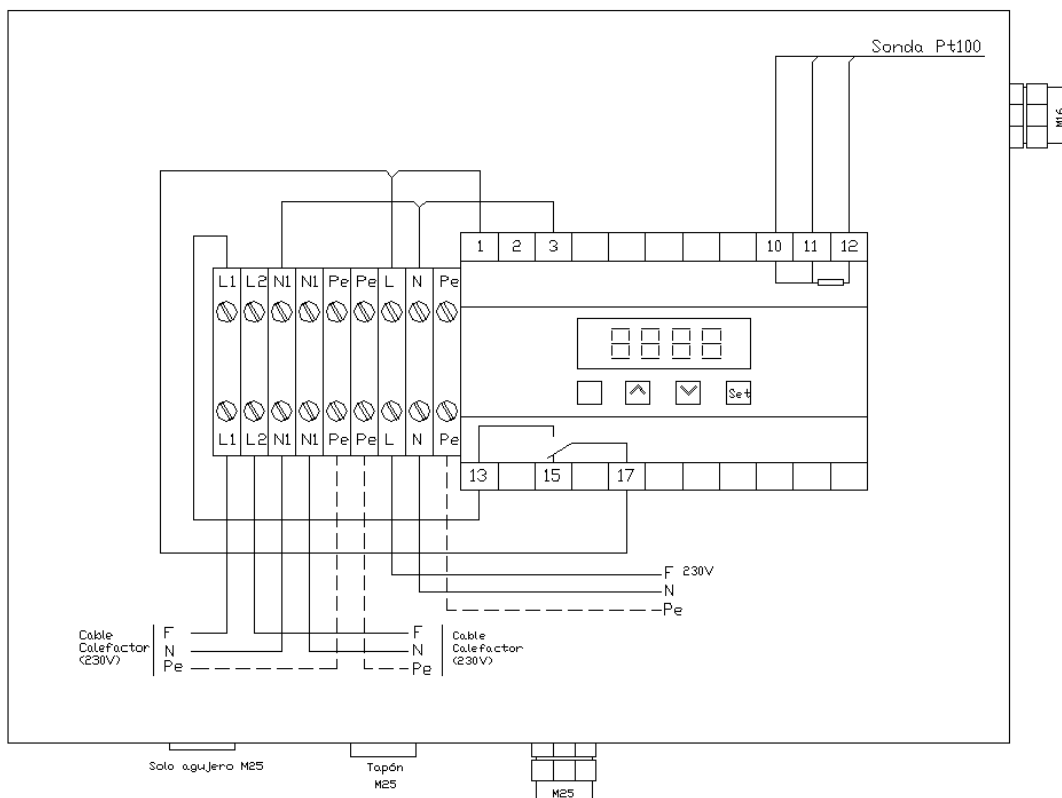 Sonda Pt100
M16
1 2 3 10 11 12
L1 L2 N1 N1 Pe Pe L N Pe
Set
L1 L2 N1 N1 Pe Pe L N Pe
13 15 17
F 230V
N
Pe
Cable
Calefactor
(230V)
F
N
Pe
F
N
Pe
Cable
Calefactor
(230V)
Solo agujero M25
Tapón
M25
M25